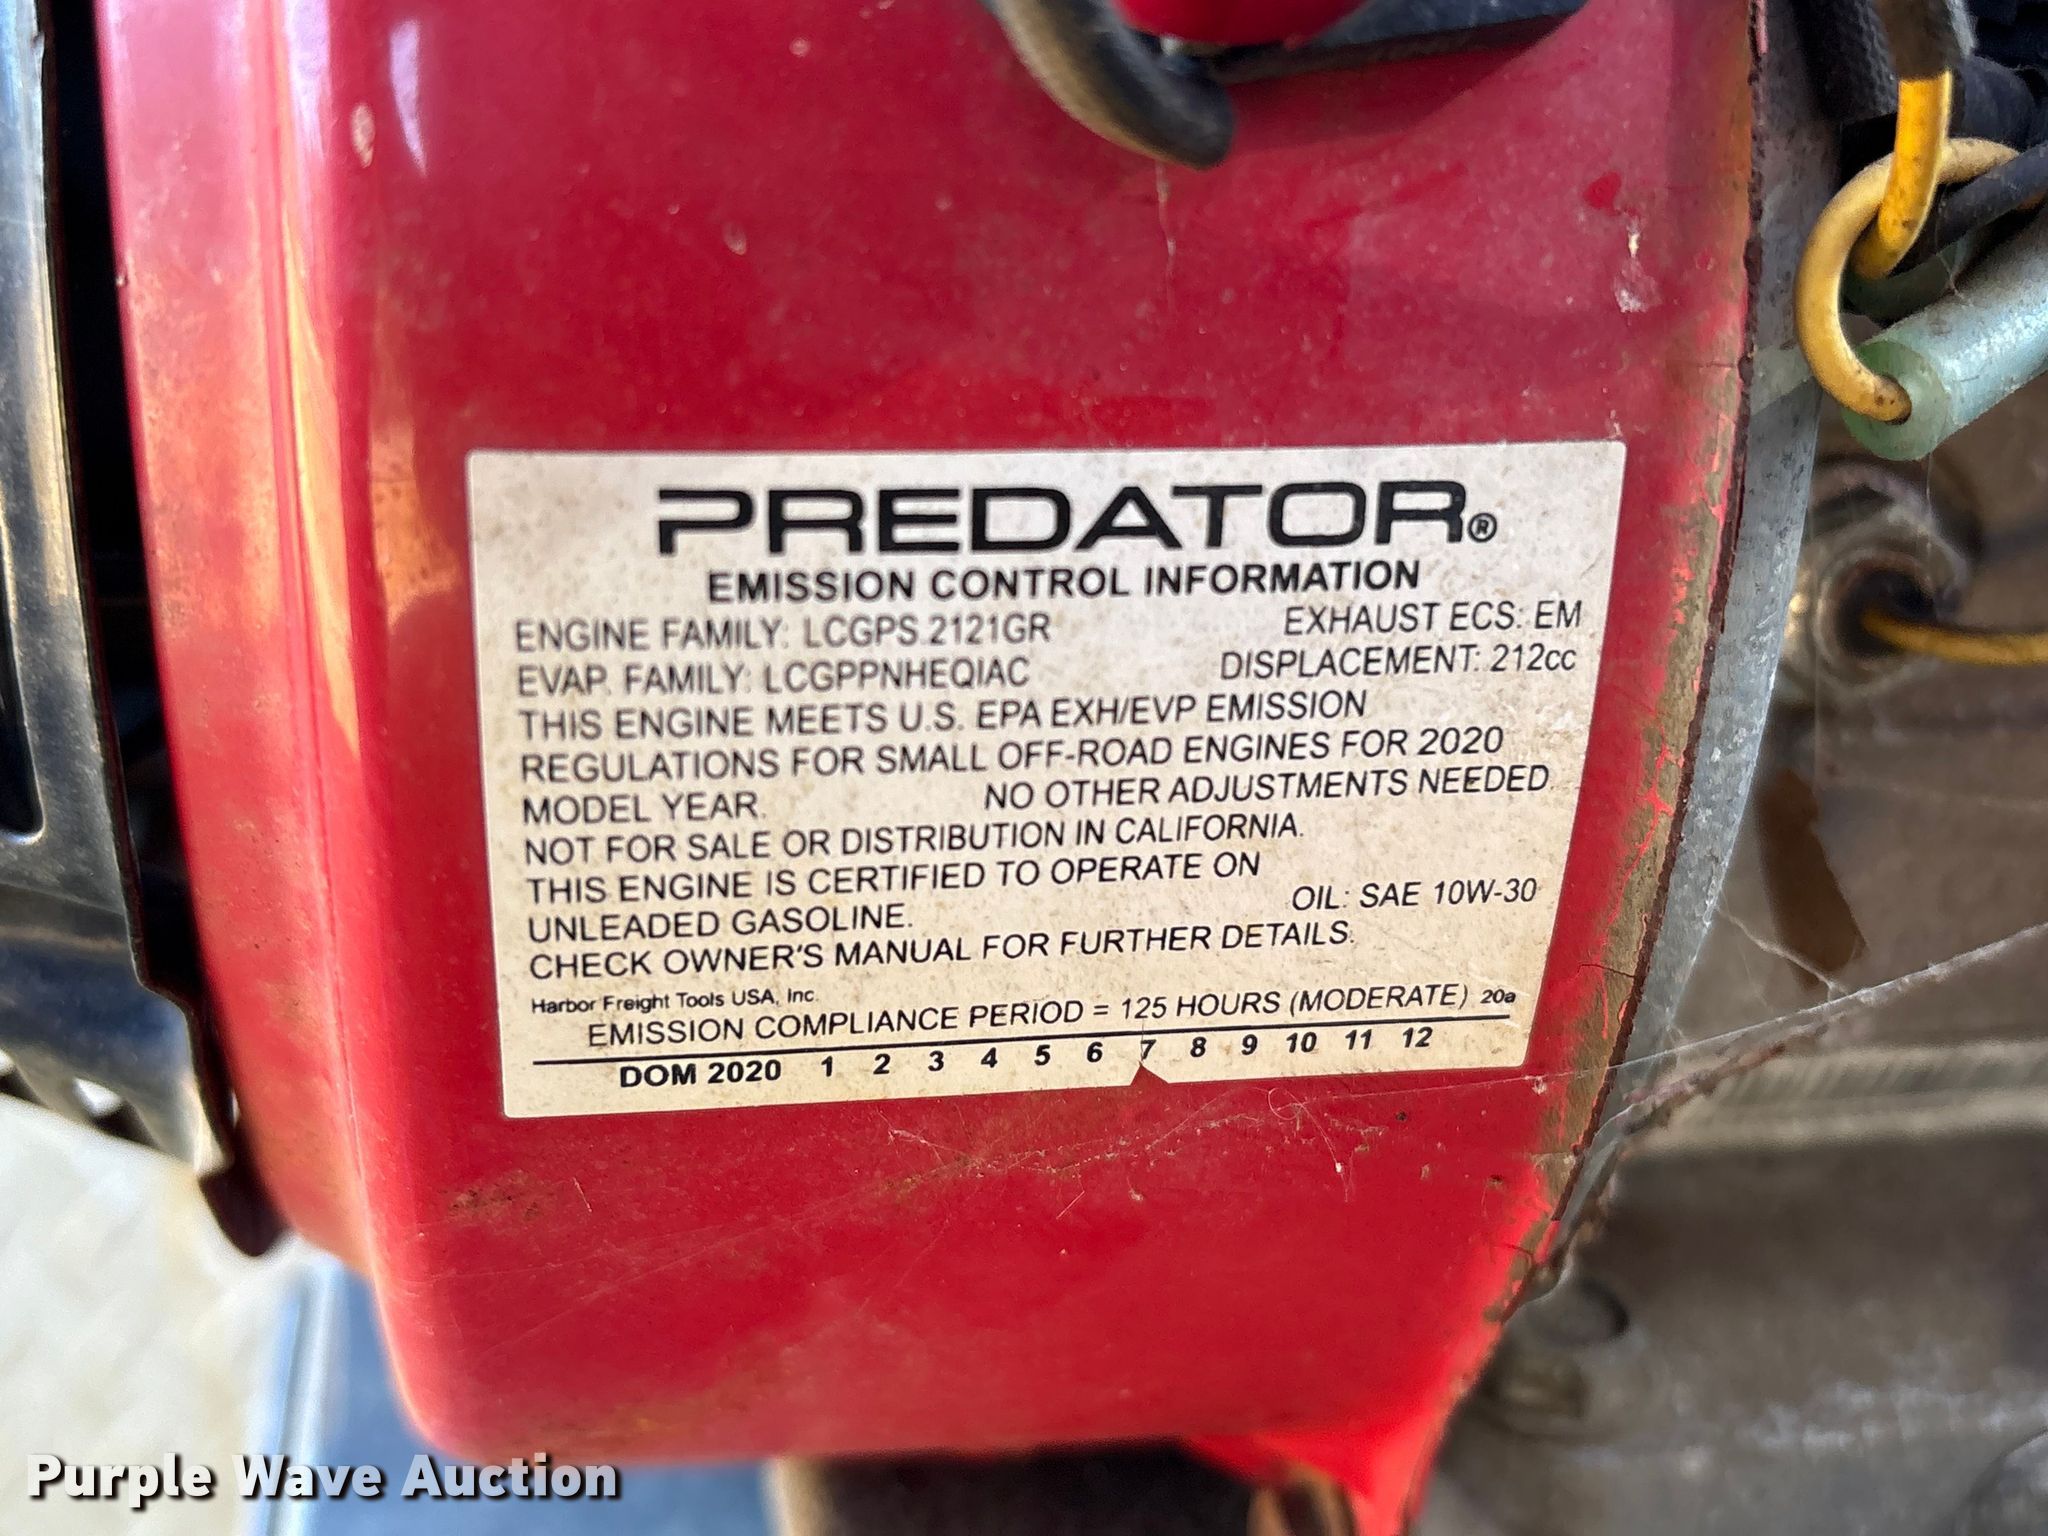 PREDATOR®
EMISSION CONTROL INFORMATION
ENGINE FAMILY: LCGPS.2121GR EXHAUST ECS: EM
EVAP. FAMILY: LCGPPNHEQIAC DISPLACEMENT: 212cc
THIS ENGINE MEETS U.S. EPA EXH/EVP EMISSION
REGULATIONS FOR SMALL OFF-ROAD ENGINES FOR 2020
MODEL YEAR. NO OTHER ADJUSTMENTS NEEDED.
NOT FOR SALE OR DISTRIBUTION IN CALIFORNIA.
THIS ENGINE IS CERTIFIED TO OPERATE ON
UNLEADED GASOLINE. OIL: SAE 10W-30
CHECK OWNER'S MANUAL FOR FURTHER DETAILS.
Harbor Freight Tools USA, Inc.
EMISSION COMPLIANCE PERIOD = 125 HOURS (MODERATE) 20a
DOM 2020 1 2 3 4 5 6 7 8 9 10 11 12
Purple Wave Auction